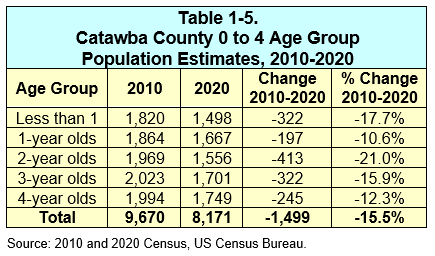 Table 1-5.
Catawba County 0 to 4 Age Group
Population Estimates, 2010-2020
Age Group 2010 2020 Change 2010-2020 % Change 2010-2020
Less than 1 1,820 1,498 -322 -17.7%
1-year olds 1,864 1,667 -197 -10.6%
2-year olds 1,969 1,556 -413 -21.0%
3-year olds 2,023 1,701 -322 -15.9%
4-year olds 1,994 1,749 -245 -12.3%
Total 9,670 8,171 -1,499 -15.5%
Source: 2010 and 2020 Census, US Census Bureau.